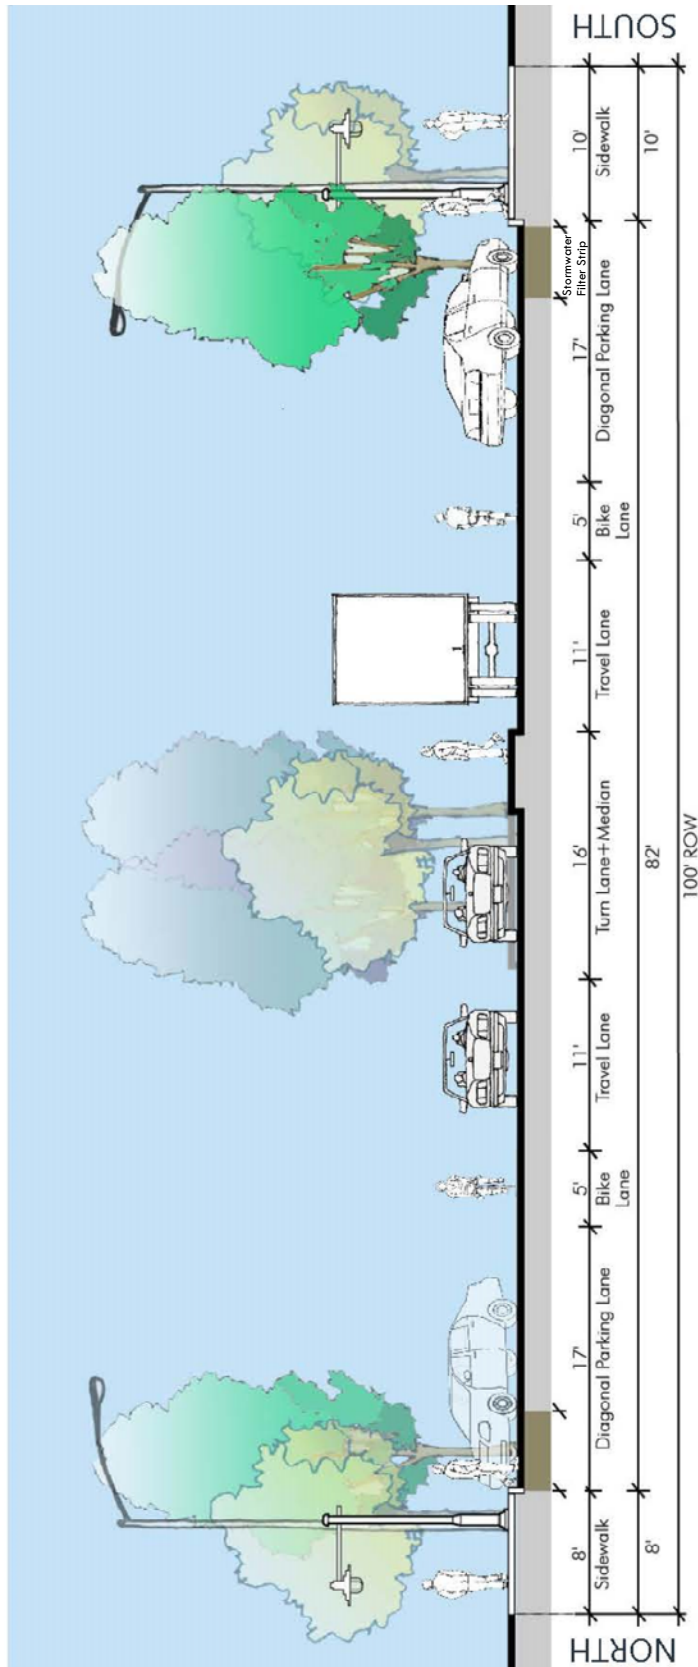 NORTH
8'
Sidewalk
17'
Diagonal Parking Lane
5'
Bike
Lane
11'
Travel Lane
16'
Turn Lane+Median
11'
Travel Lane
5'
Bike
Lane
17'
Diagonal Parking Lane
Stormwater
Filter Strip
10'
Sidewalk
8'
82'
10'
100' ROW
SOUTH